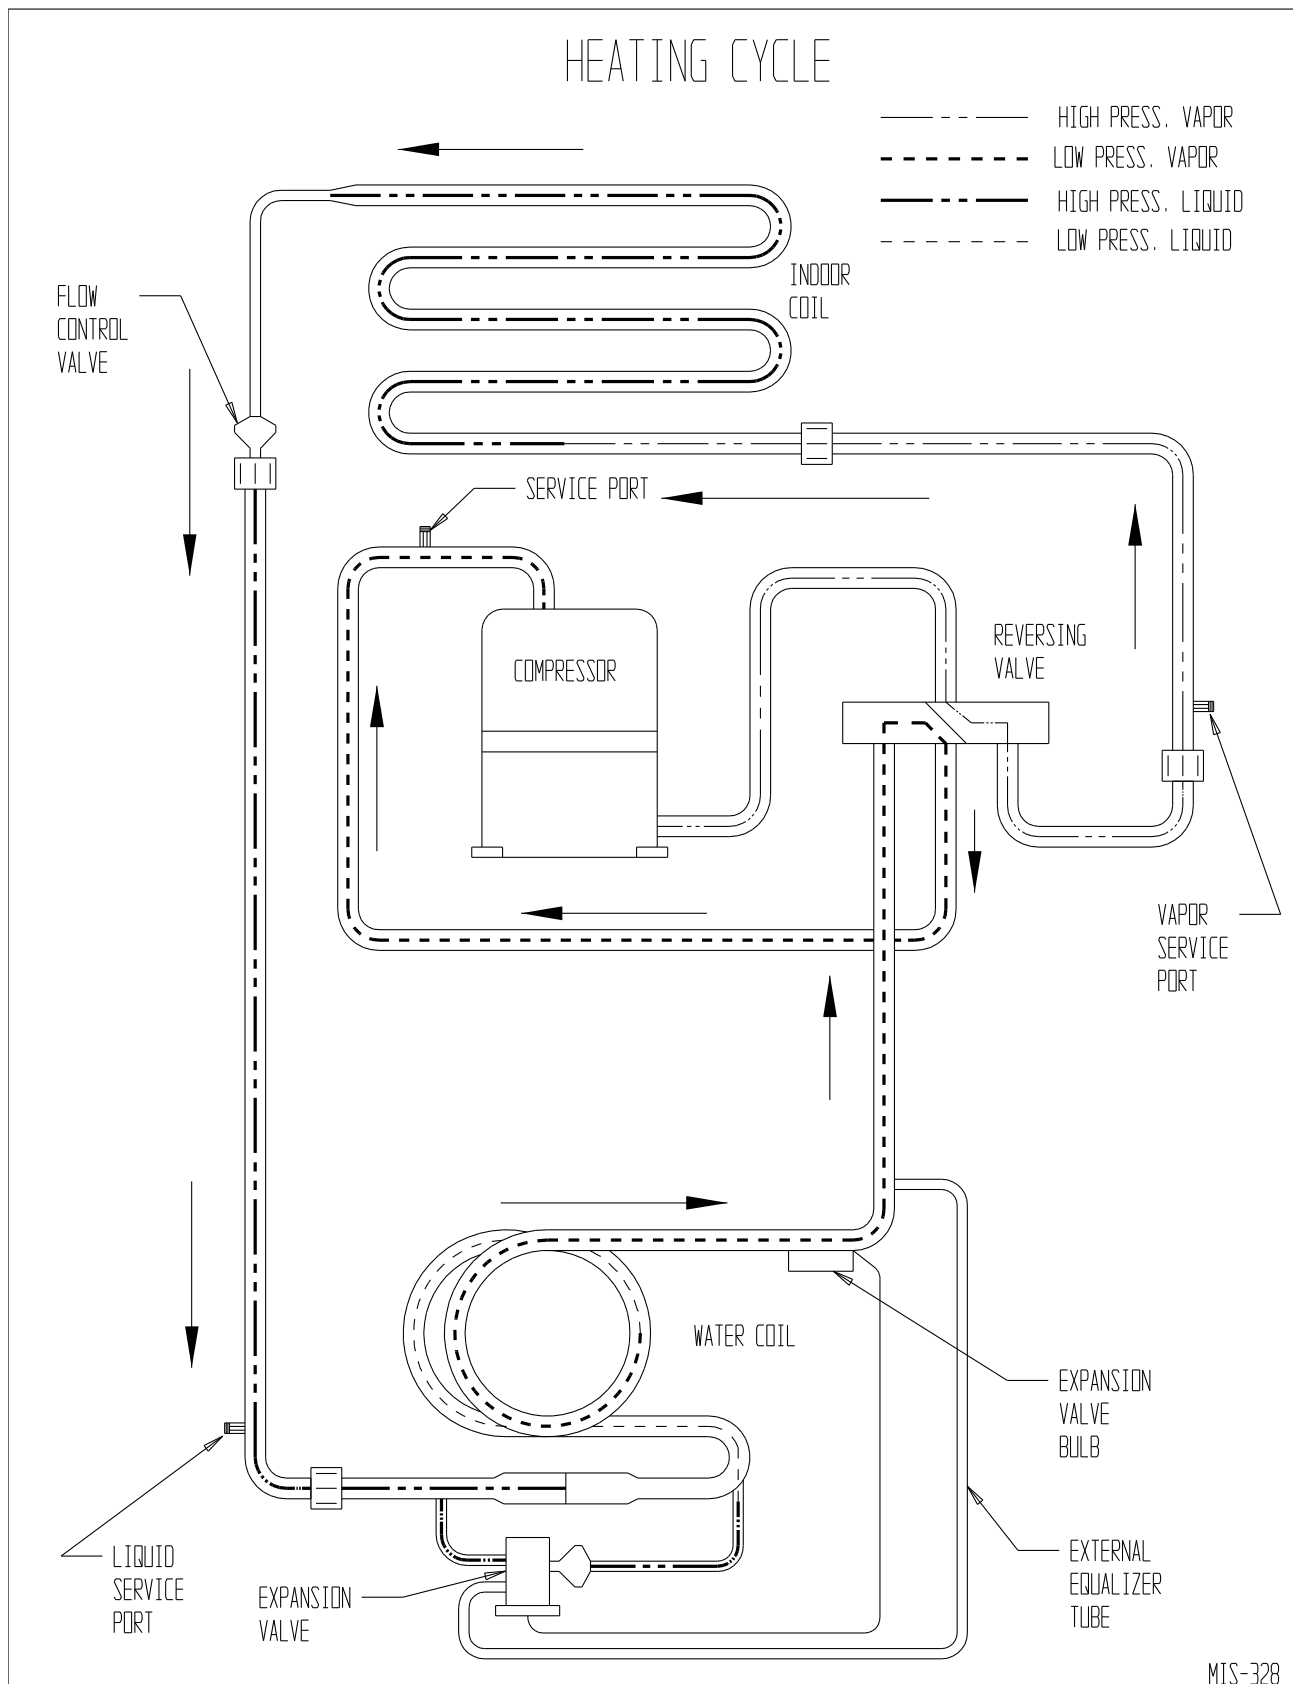 HEATING CYCLE
HIGH PRESS. VAPOR
LOW PRESS. VAPOR
HIGH PRESS. LIQUID
LOW PRESS. LIQUID
INDOOR
COIL
FLOW
CONTROL
VALVE
SERVICE PORT
REVERSING
VALVE
COMPRESSOR
VAPOR
SERVICE
PORT
WATER COIL
EXPANSION
VALVE
BULB
LIQUID
SERVICE
PORT
EXPANSION
VALVE
EXTERNAL
EQUALIZER
TUBE
MIS-328